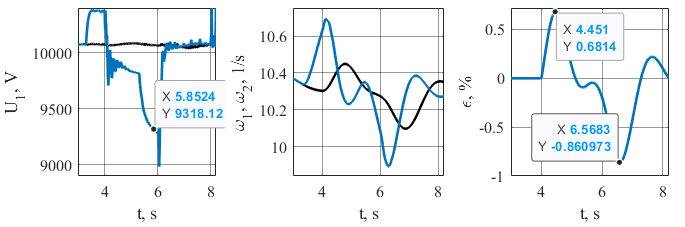 U1, V
10000
9500
9000
X 5.8524
Y 9318.12
4
6
8
t, s
ω1, ω2, 1/s
10.6
10.4
10.2
10
4
6
8
t, s
ϵ, %
0.5
0
-0.5
-1
X 4.451
Y 0.6814
X 6.5683
Y -0.860973
4
6
8
t, s